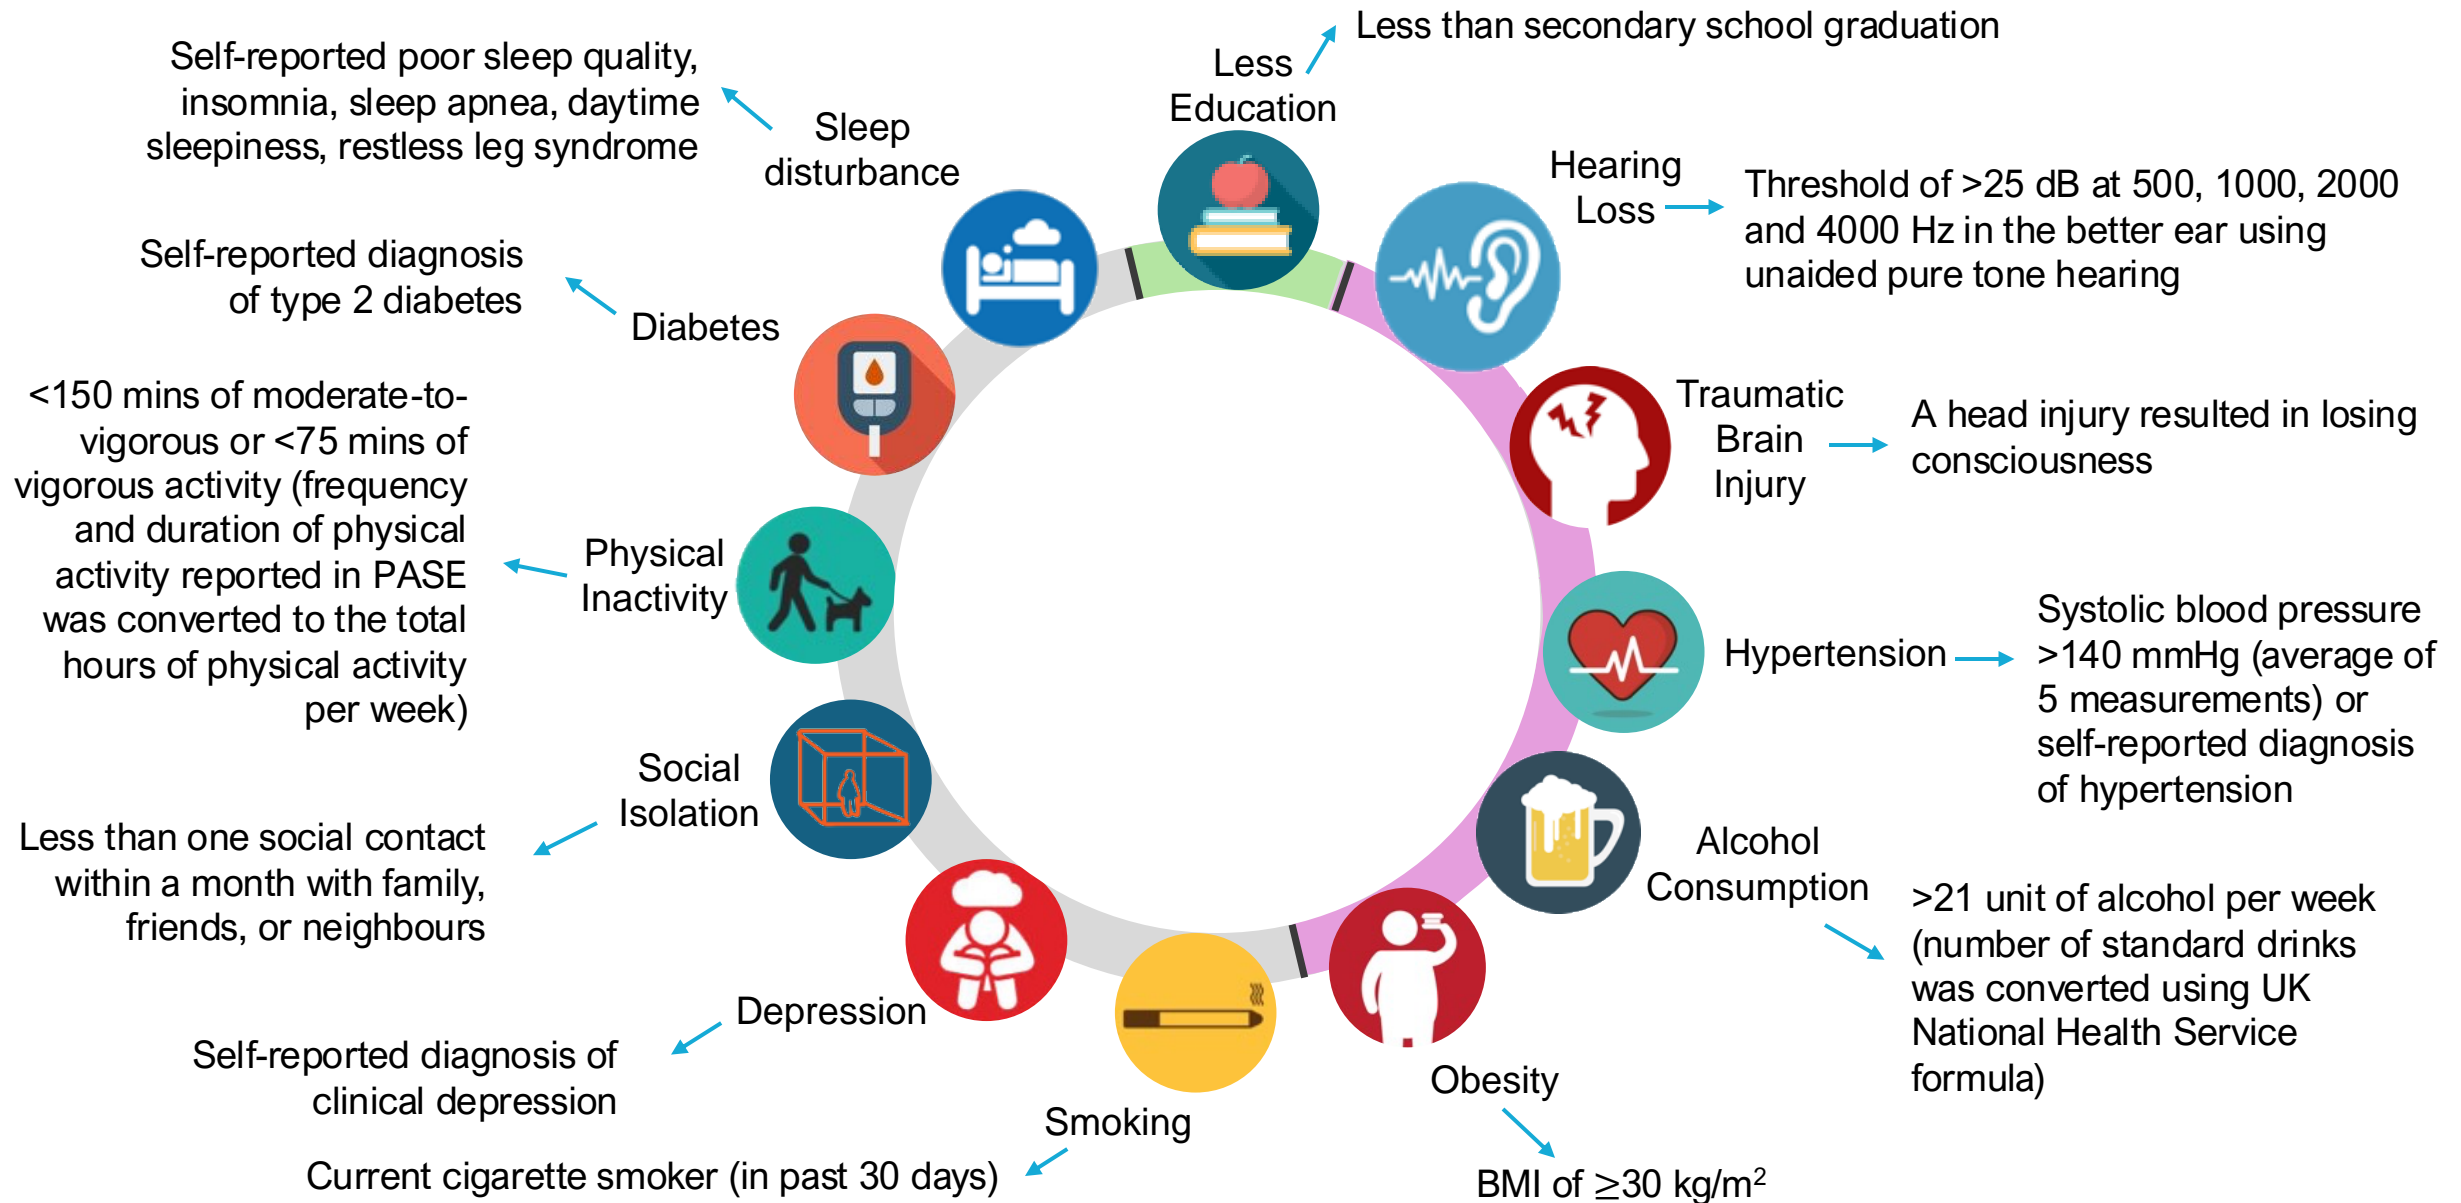 Less
Education
Less than secondary school graduation
Hearing
Loss
Threshold of >25 dB at 500, 1000, 2000
and 4000 Hz in the better ear using
unaided pure tone hearing
Traumatic
Brain
Injury
A head injury resulted in losing
consciousness
Hypertension
Systolic blood pressure
>140 mmHg (average of
5 measurements) or
self-reported diagnosis
of hypertension
Alcohol
Consumption
>21 unit of alcohol per week
(number of standard drinks
was converted using UK
National Health Service
formula)
Obesity
BMI of ≥30 kg/m²
Smoking
Current cigarette smoker (in past 30 days)
Depression
Self-reported diagnosis of
clinical depression
Social
Isolation
Less than one social contact
within a month with family,
friends, or neighbours
Physical
Inactivity
<150 mins of moderate-to-
vigorous or <75 mins of
vigorous activity (frequency
and duration of physical
activity reported in PASE
was converted to the total
hours of physical activity
per week)
Diabetes
Self-reported diagnosis
of type 2 diabetes
Sleep
disturbance
Self-reported poor sleep quality,
insomnia, sleep apnea, daytime
sleepiness, restless leg syndrome